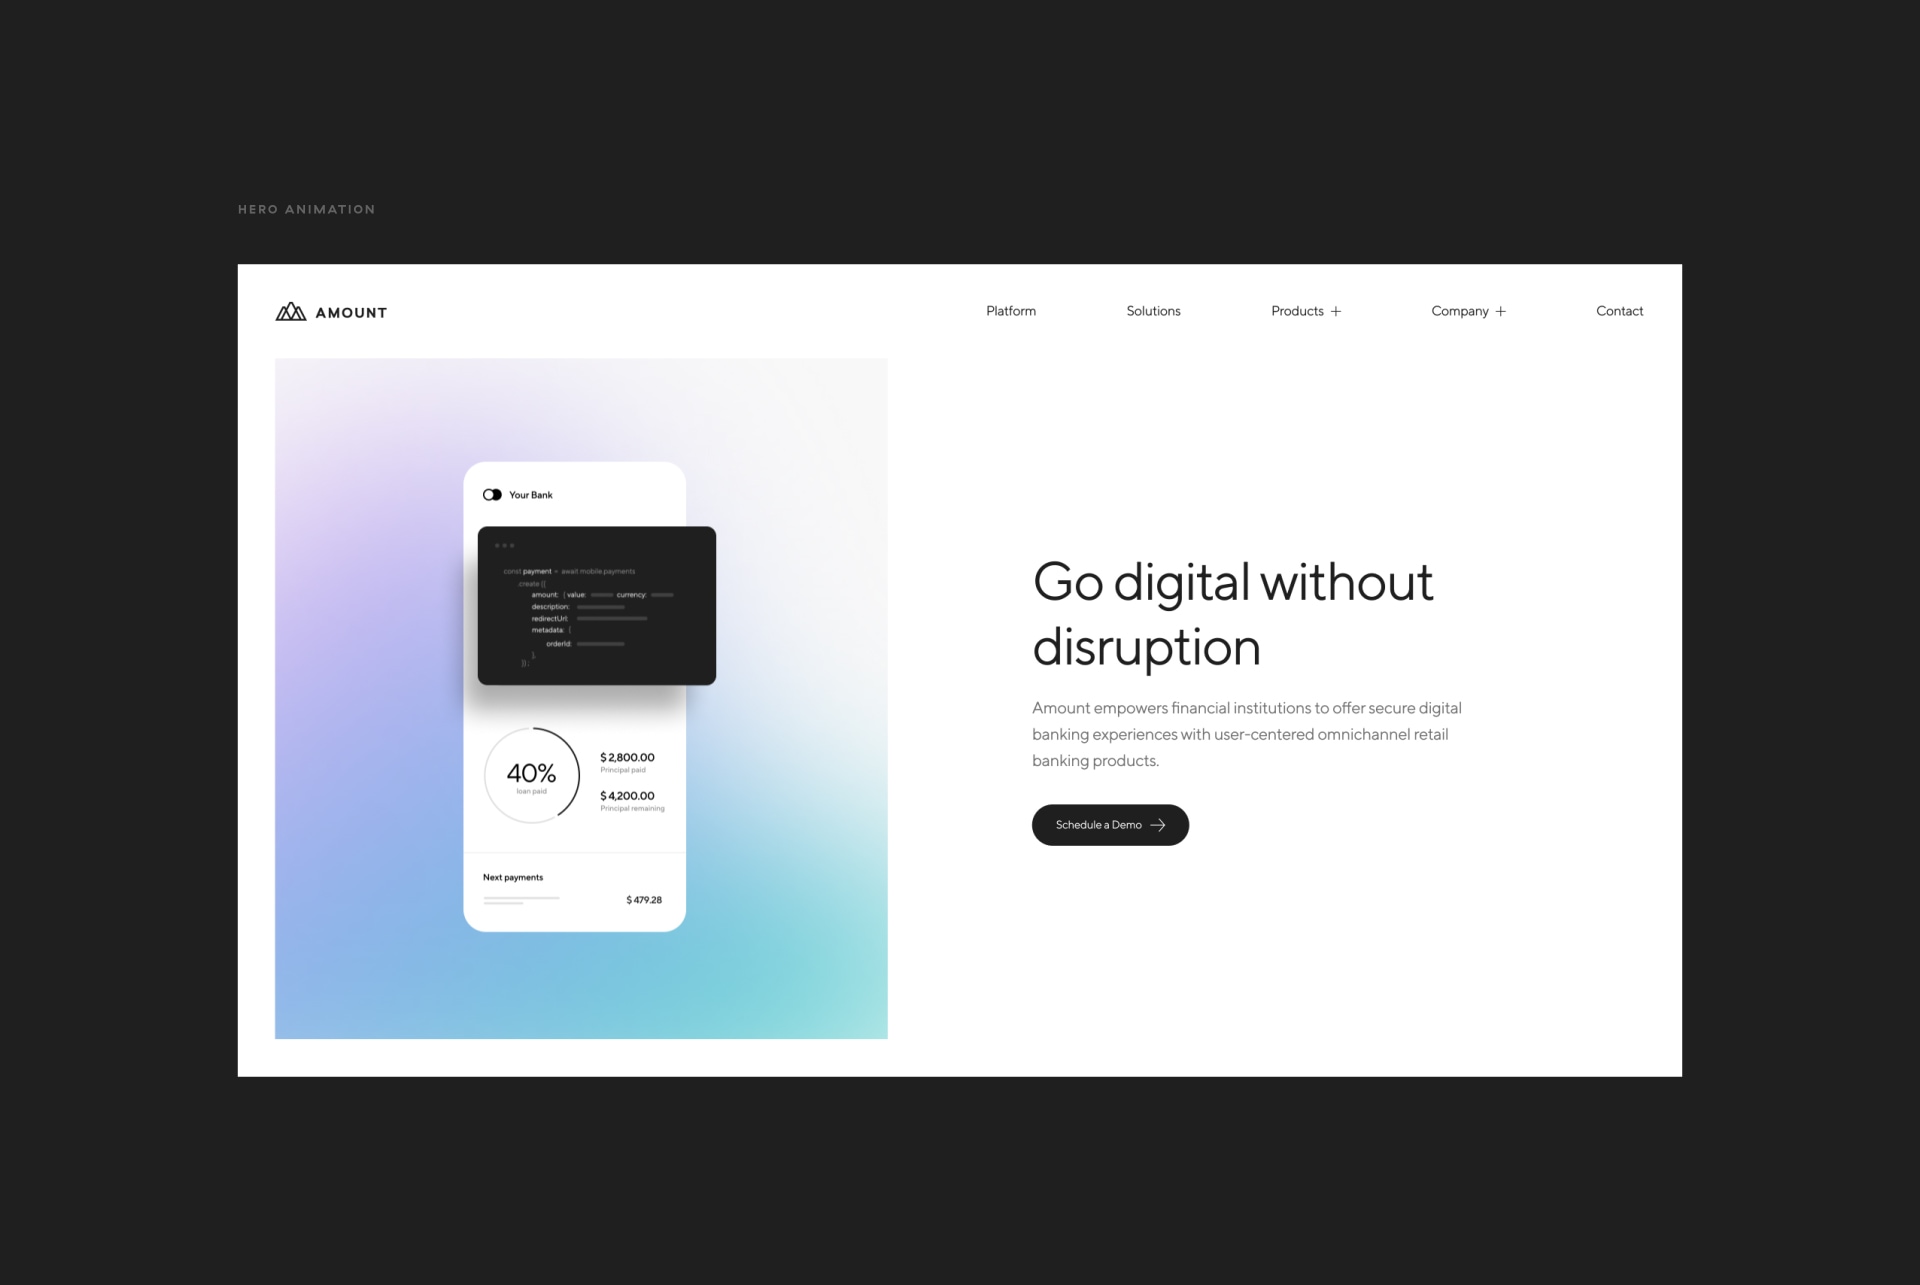 HERO ANIMATION
AMOUNT
Platform
Solutions
Products +
Company +
Contact
Your Bank
const payment = await mobile payments
create ({
amount: { value: currency:
description:
redirectUrl:
metadata: {
orderId:
},
});
40%
loan paid
$ 2,800.00
Principal paid
$ 4,200.00
Principal remaining
Next payments
$ 479.28
Go digital without
disruption
Amount empowers financial institutions to offer secure digital
banking experiences with user-centered omnichannel retail
banking products.
Schedule a Demo →